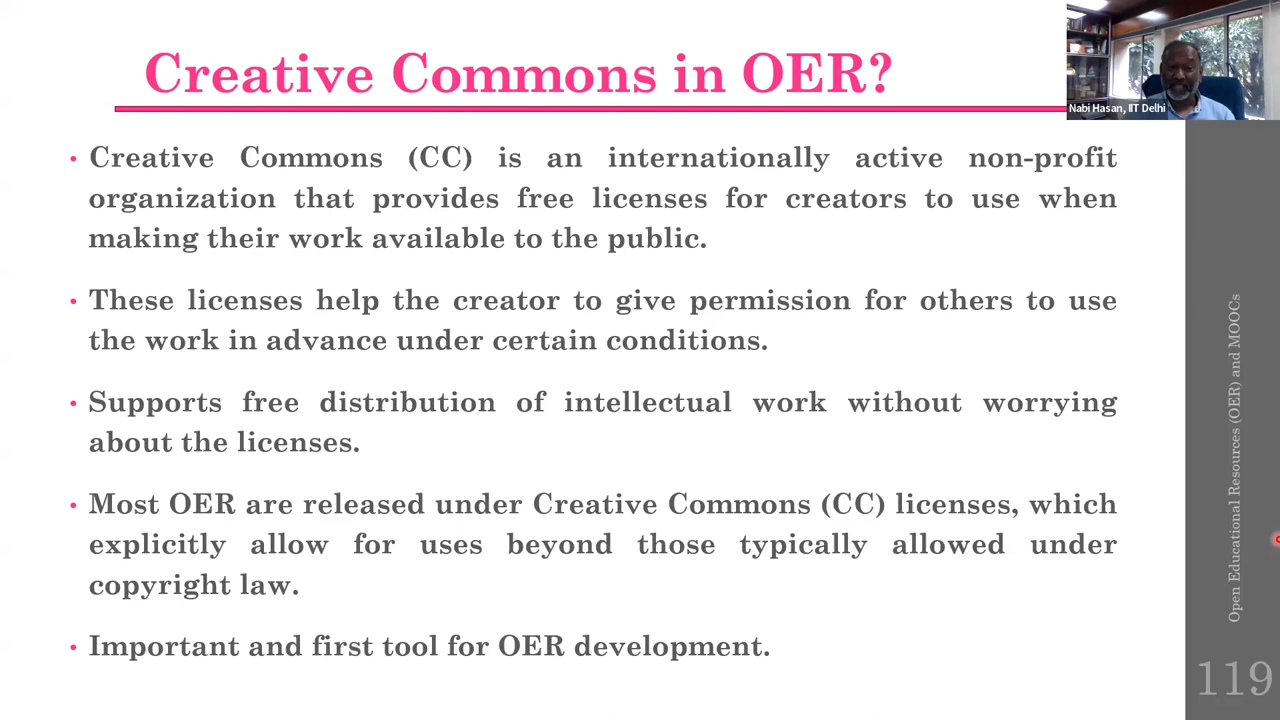 Creative Commons in OER?
Nabi Hasan, IIT Delhi
• Creative Commons (CC) is an internationally active non-profit
organization that provides free licenses for creators to use when
making their work available to the public.
• These licenses help the creator to give permission for others to use
the work in advance under certain conditions.
• Supports free distribution of intellectual work without worrying
about the licenses.
• Most OER are released under Creative Commons (CC) licenses, which
explicitly allow for uses beyond those typically allowed under
copyright law.
• Important and first tool for OER development.
Open Educational Resources (OER) and MOOCs
119